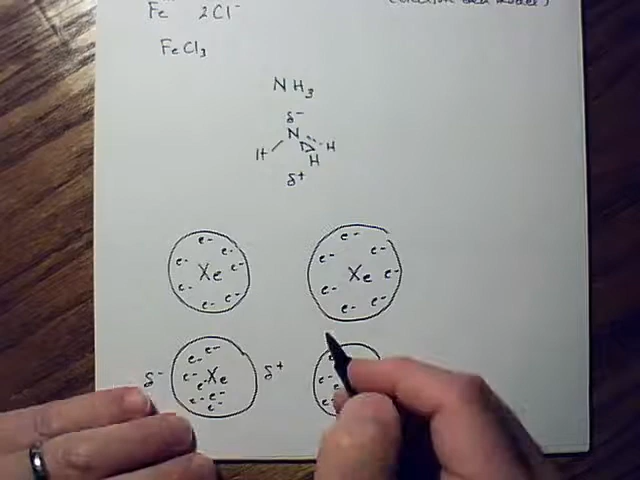 Fe 2Cl-
FeCl3
NH3
δ-
N
H H
H
δ+
e- e-
e- e- e- e-
e- Xe e- e- Xe e-
e- e- e- e-
e- e-
e- e-
δ- e- Xe δ+ e-
e- e- e-
e-